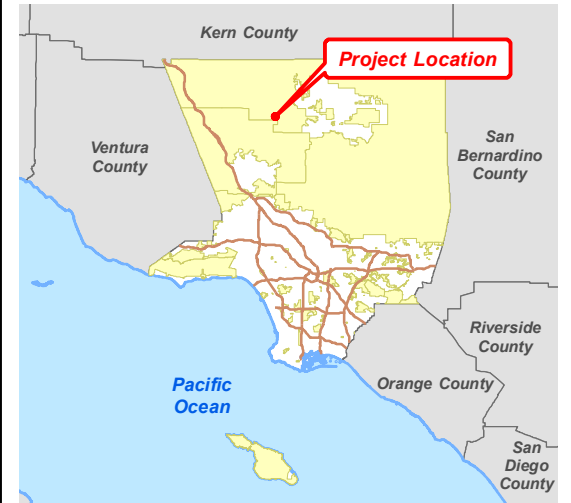 Kern County
Project Location
Ventura
County
San
Bernardino
County
Riverside
County
Orange County
Pacific
Ocean
San
Diego
County